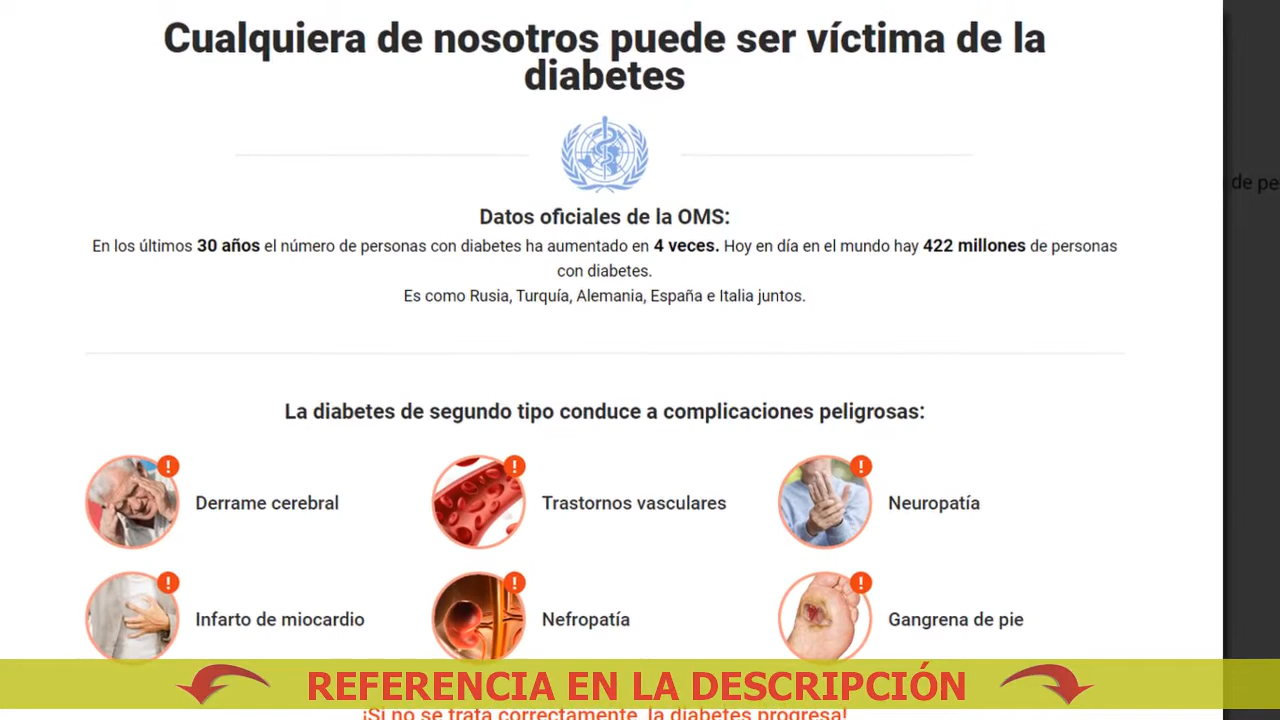 Cualquiera de nosotros puede ser víctima de la
diabetes
de pe
Datos oficiales de la OMS:
En los últimos 30 años el número de personas con diabetes ha aumentado en 4 veces. Hoy en día en el mundo hay 422 millones de personas
con diabetes.
Es como Rusia, Turquía, Alemania, España e Italia juntos.
La diabetes de segundo tipo conduce a complicaciones peligrosas:
!
!
!
Derrame cerebral
Trastornos vasculares
Neuropatía
!
!
!
Infarto de miocardio
Nefropatía
Gangrena de pie
REFERENCIA EN LA DESCRIPCIÓN
¡Si no se trata correctamente, la diabetes progresa!